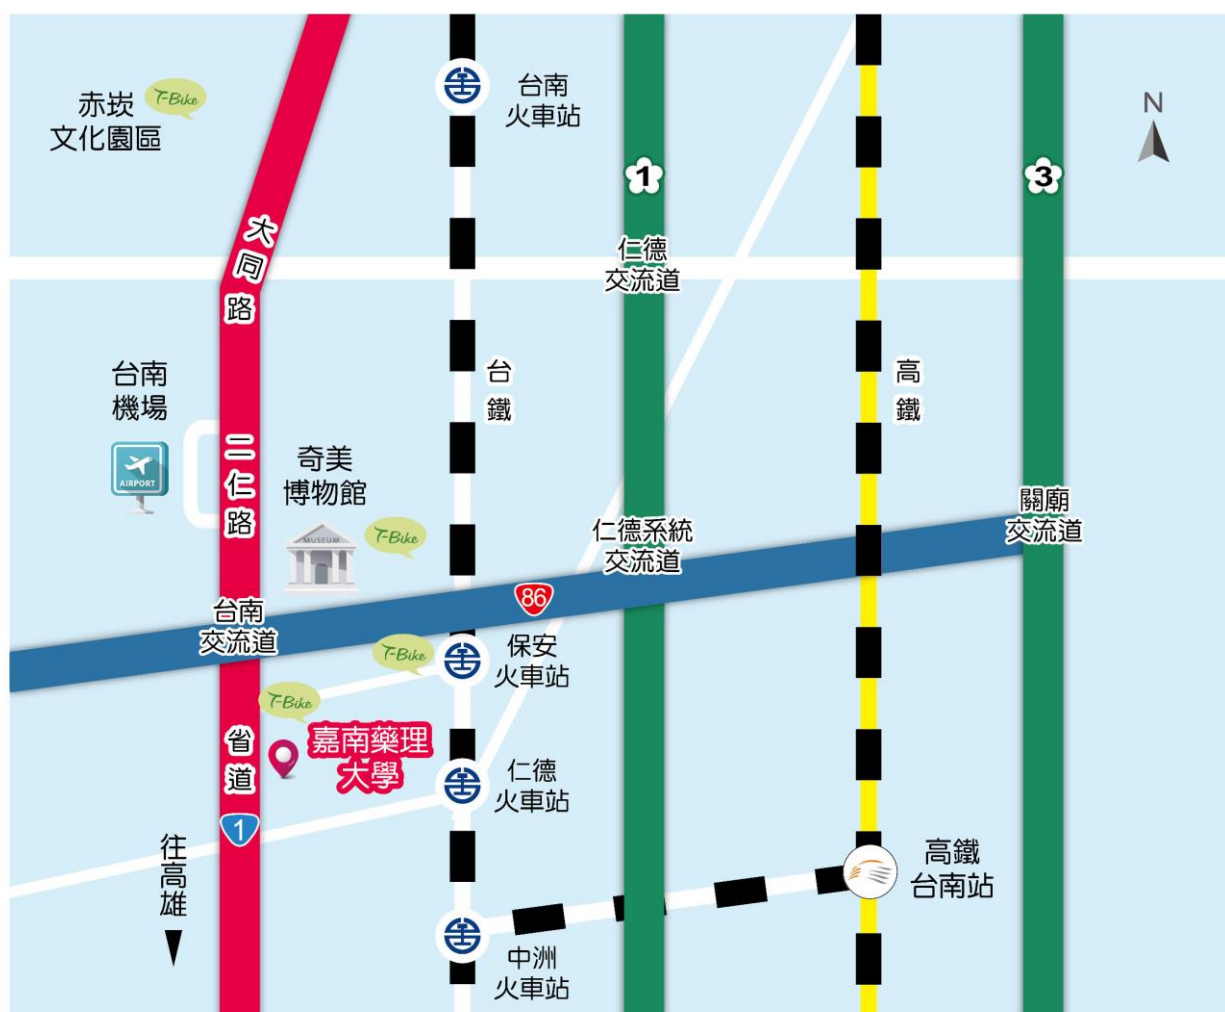 赤崁
文化園區
T-Bike
台南
火車站
N
1
3
大同路
仁德
交流道
台鐵
高鐵
台南
機場
AIRPORT
二仁路
奇美
博物館
MUSEUM
T-Bike
仁德系統
交流道
關廟
交流道
86
台南
交流道
T-Bike
保安
火車站
T-Bike
嘉南藥理
大學
省道
1
仁德
火車站
往高雄
高鐵
台南站
中洲
火車站